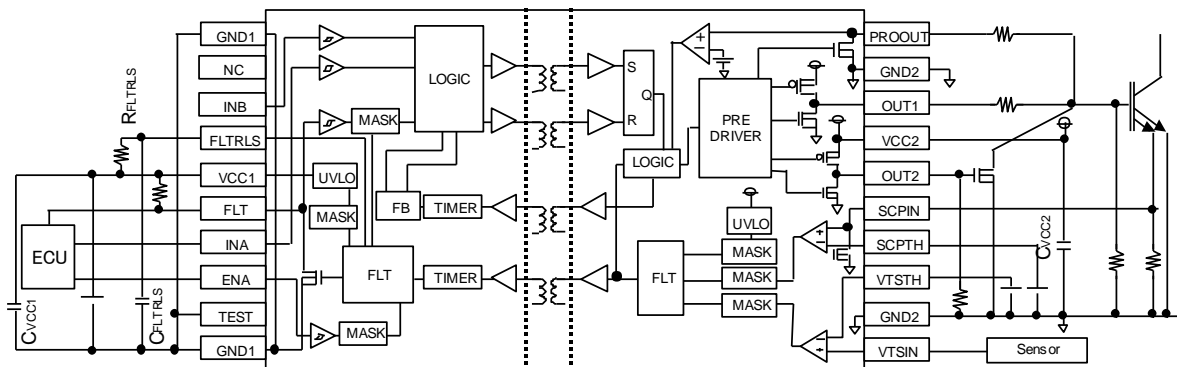 GND1
NC
INB
FLTRLS
VCC1
FLT
INA
ENA
TEST
GND1
RFLTRLS
ECU
CVCC1
CFLTRLS
LOGIC
MASK
UVLO
MASK
FB
TIMER
FLT
TIMER
MASK
S
Q
R
LOGIC
PRE
DRIVER
UVLO
MASK
FLT
MASK
MASK
+
−
+
−
−
+
PROOUT
GND2
OUT1
VCC2
OUT2
SCPIN
SCPTH
VTSTH
GND2
VTSIN
CVCC2
Sensor